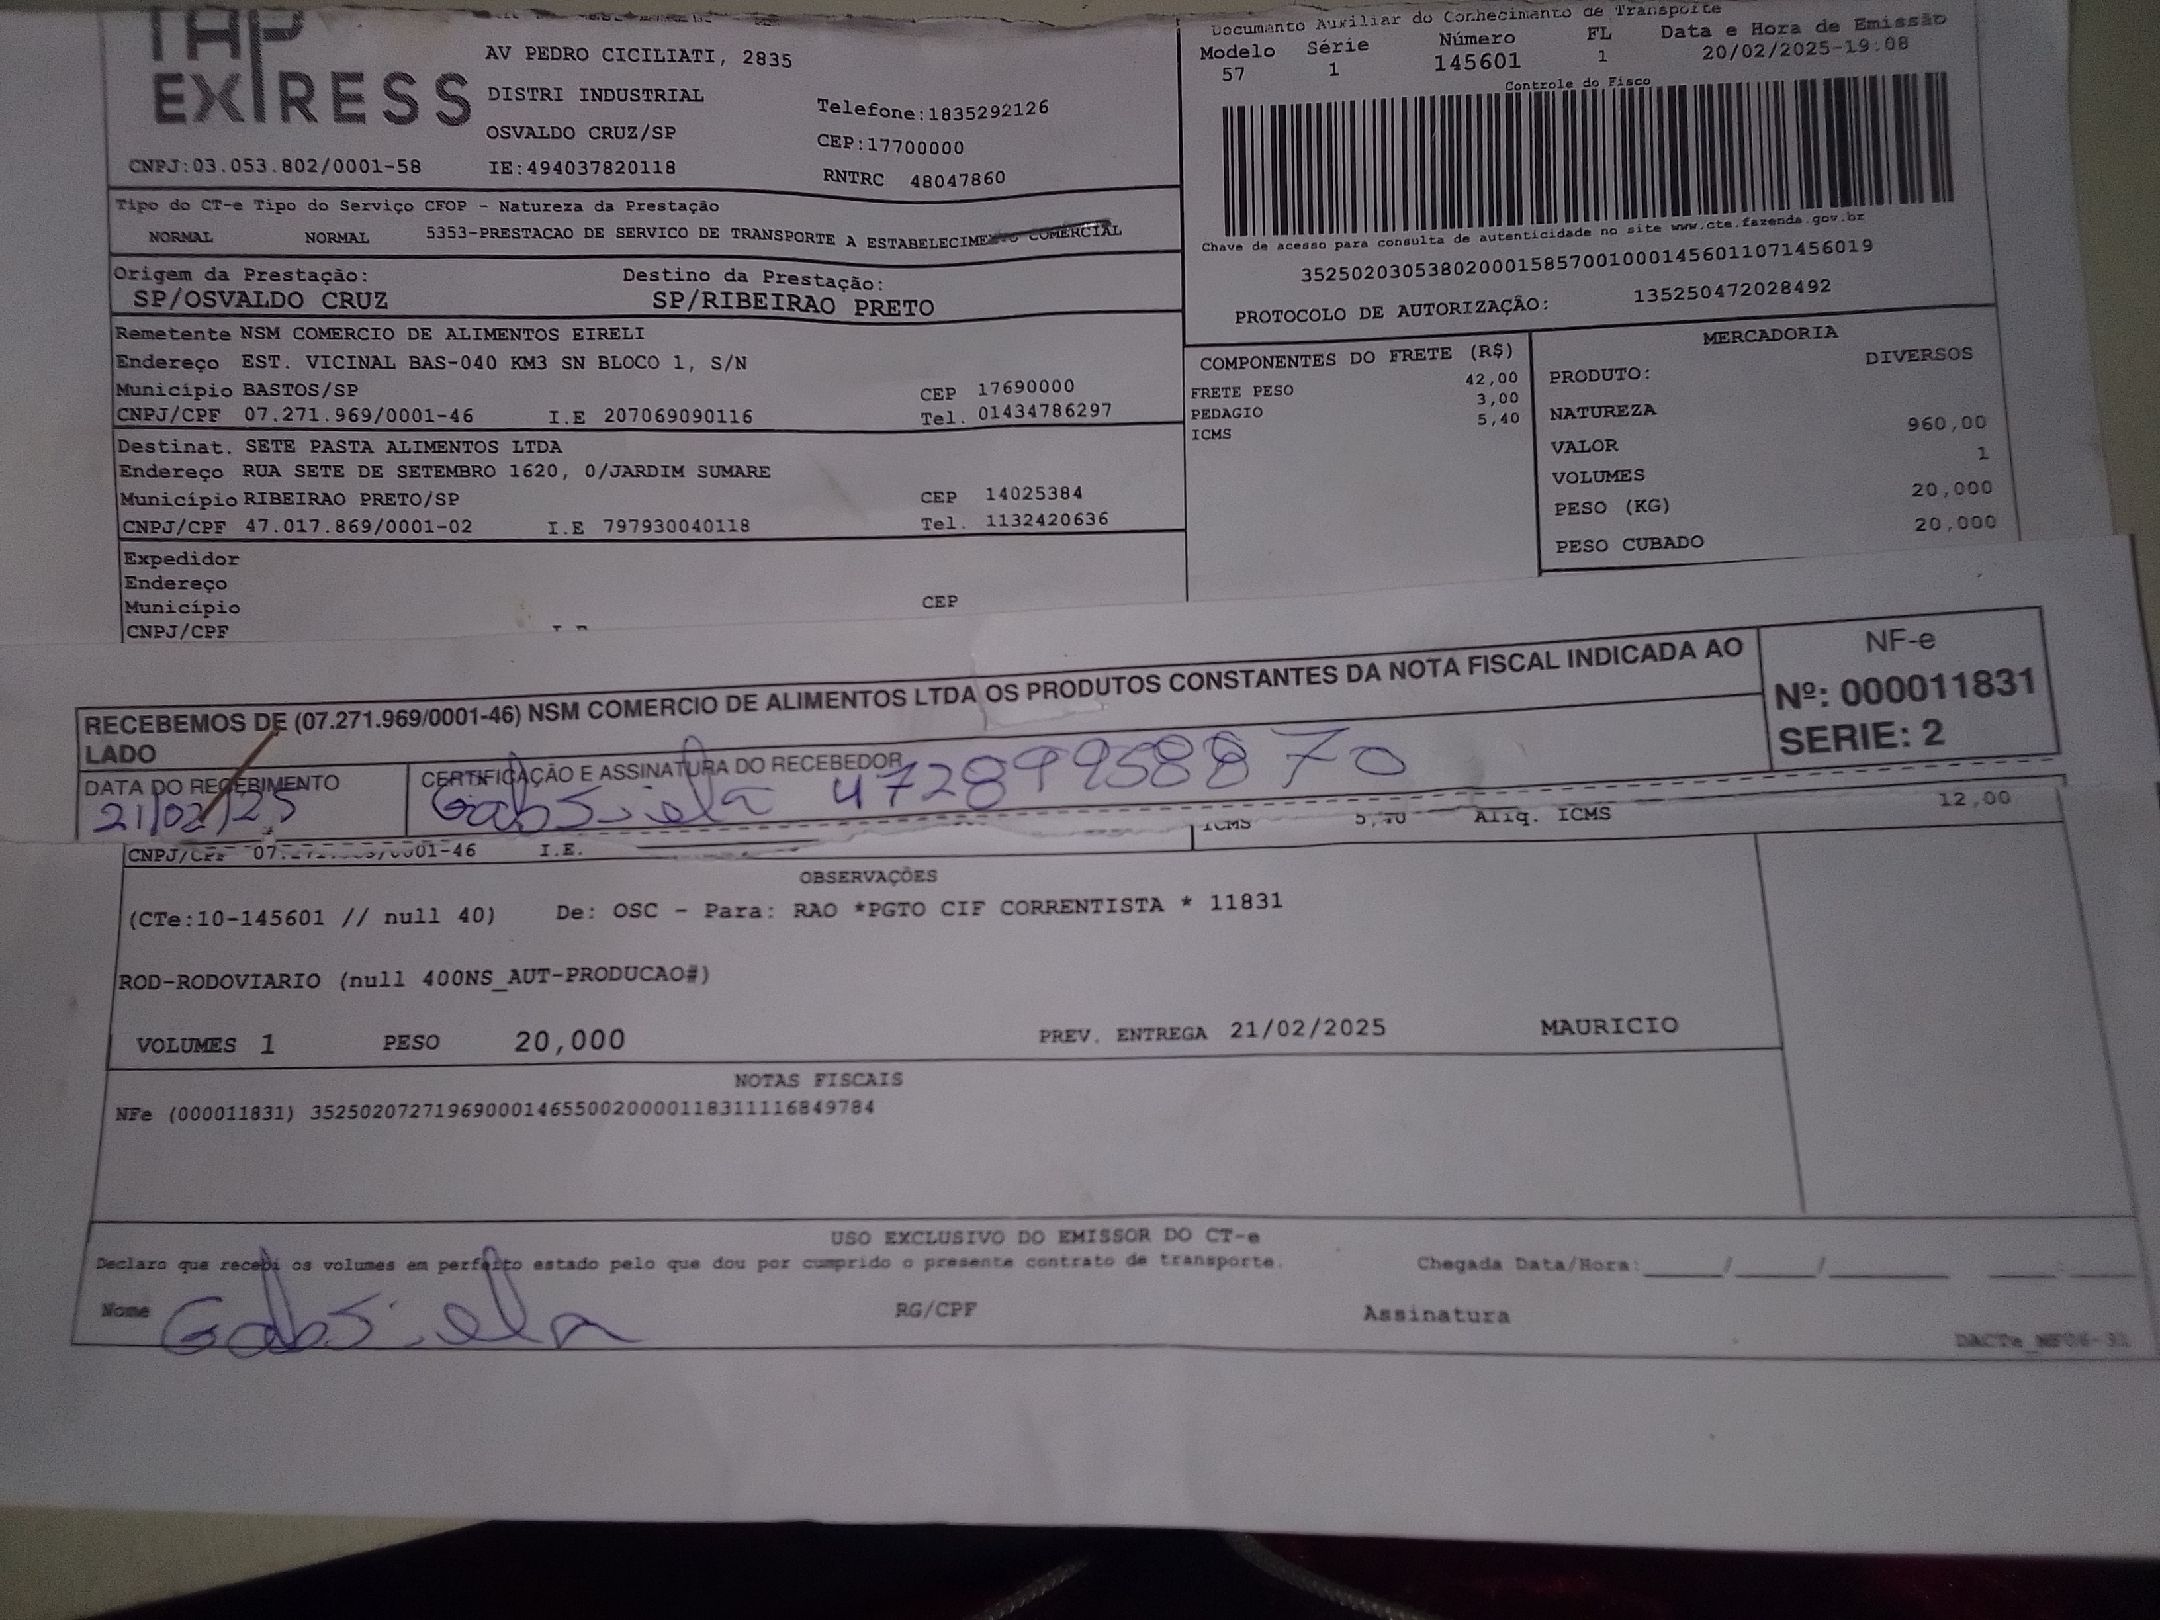 TAP
EXPRESS
AV PEDRO CICILIATI, 2835
DISTRI INDUSTRIAL
OSVALDO CRUZ/SP
Telefone:1835292126
CEP:17700000
CNPJ:03.053.802/0001-58 IE:494037820118 RNTRC 48047860
Documento Auxiliar do Conhecimento de Transporte
Modelo Série Número FL Data e Hora de Emissão
57 1 145601 1 20/02/2025-19:08
Controle do Fisco
Chave de acesso para consulta de autenticidade no site www.cte.fazenda.gov.br
35250203053802000158570010001456011071456019
PROTOCOLO DE AUTORIZAÇÃO: 135250472028492
Tipo do CT-e Tipo do Serviço CFOP - Natureza da Prestação
NORMAL NORMAL 5353-PRESTACAO DE SERVICO DE TRANSPORTE A ESTABELECIMENTO COMERCIAL
Origem da Prestação: Destino da Prestação:
SP/OSVALDO CRUZ SP/RIBEIRAO PRETO
Remetente NSM COMERCIO DE ALIMENTOS EIRELI
Endereço EST. VICINAL BAS-040 KM3 SN BLOCO 1, S/N
Município BASTOS/SP CEP 17690000
CNPJ/CPF 07.271.969/0001-46 I.E 207069090116 Tel. 01434786297
Destinat. SETE PASTA ALIMENTOS LTDA
Endereço RUA SETE DE SETEMBRO 1620, 0/JARDIM SUMARE
Município RIBEIRAO PRETO/SP CEP 14025384
CNPJ/CPF 47.017.869/0001-02 I.E 797930040118 Tel. 1132420636
Expedidor
Endereço
Município CEP
CNPJ/CPF
COMPONENTES DO FRETE (R$)
FRETE PESO 42,00
PEDAGIO 3,00
ICMS 5,40
MERCADORIA
PRODUTO: DIVERSOS
NATUREZA
VALOR 960,00
VOLUMES 1
PESO (KG) 20,000
PESO CUBADO 20,000
RECEBEMOS DE (07.271.969/0001-46) NSM COMERCIO DE ALIMENTOS LTDA OS PRODUTOS CONSTANTES DA NOTA FISCAL INDICADA AO
LADO
NF-e
Nº: 000011831
SERIE: 2
DATA DO RECEBIMENTO CERTIFICAÇÃO E ASSINATURA DO RECEBEDOR
21/02/25 Gabriela 47289958870
CNPJ/CPF I.E. ICMS 5,40 Aliq. ICMS 12,00
OBSERVAÇÕES
(CTe:10-145601 // null 40) De: OSC - Para: RAO *PGTO CIF CORRENTISTA * 11831
ROD-RODOVIARIO (null 400NS_AUT-PRODUCAO#)
VOLUMES 1 PESO 20,000 PREV. ENTREGA 21/02/2025 MAURICIO
NOTAS FISCAIS
NFe (000011831) 35250207271969000146550020000118311116849784
USO EXCLUSIVO DO EMISSOR DO CT-e
Declaro que recebi os volumes em perfeito estado pelo que dou por cumprido o presente contrato de transporte. Chegada Data/Hora:______/______/________ ____:____
Nome Gabriela RG/CPF Assinatura